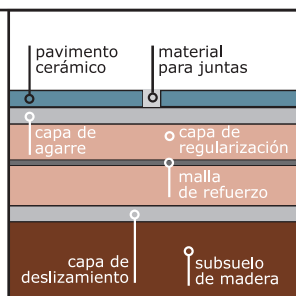 pavimento
cerámico
material
para juntas
capa de
agarre
capa de
regularización
malla
de refuerzo
capa de
deslizamiento
subsuelo
de madera